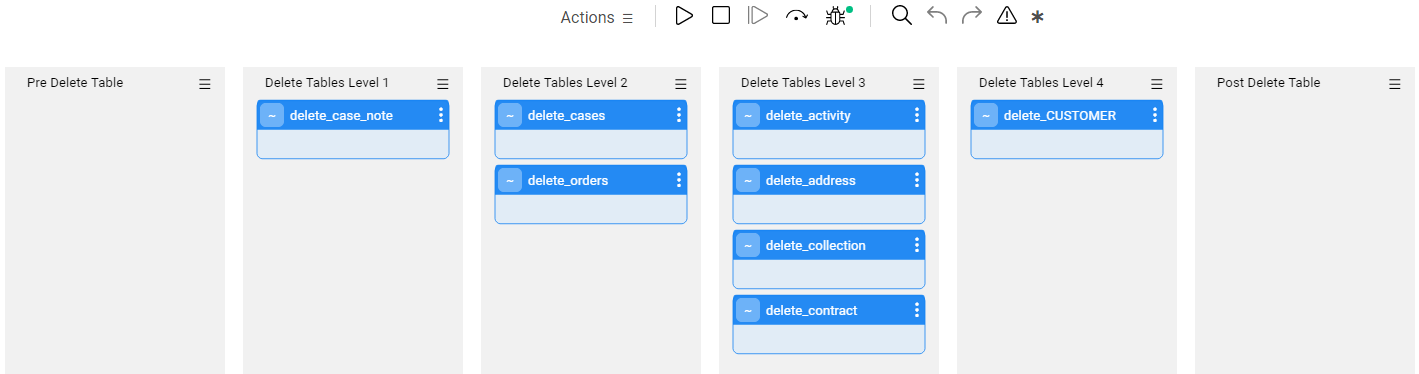 Actions
Pre Delete Table
Delete Tables Level 1
Delete Tables Level 2
Delete Tables Level 3
Delete Tables Level 4
Post Delete Table
~ delete_case_note
~ delete_cases
~ delete_activity
~ delete_CUSTOMER
~ delete_orders
~ delete_address
~ delete_collection
~ delete_contract